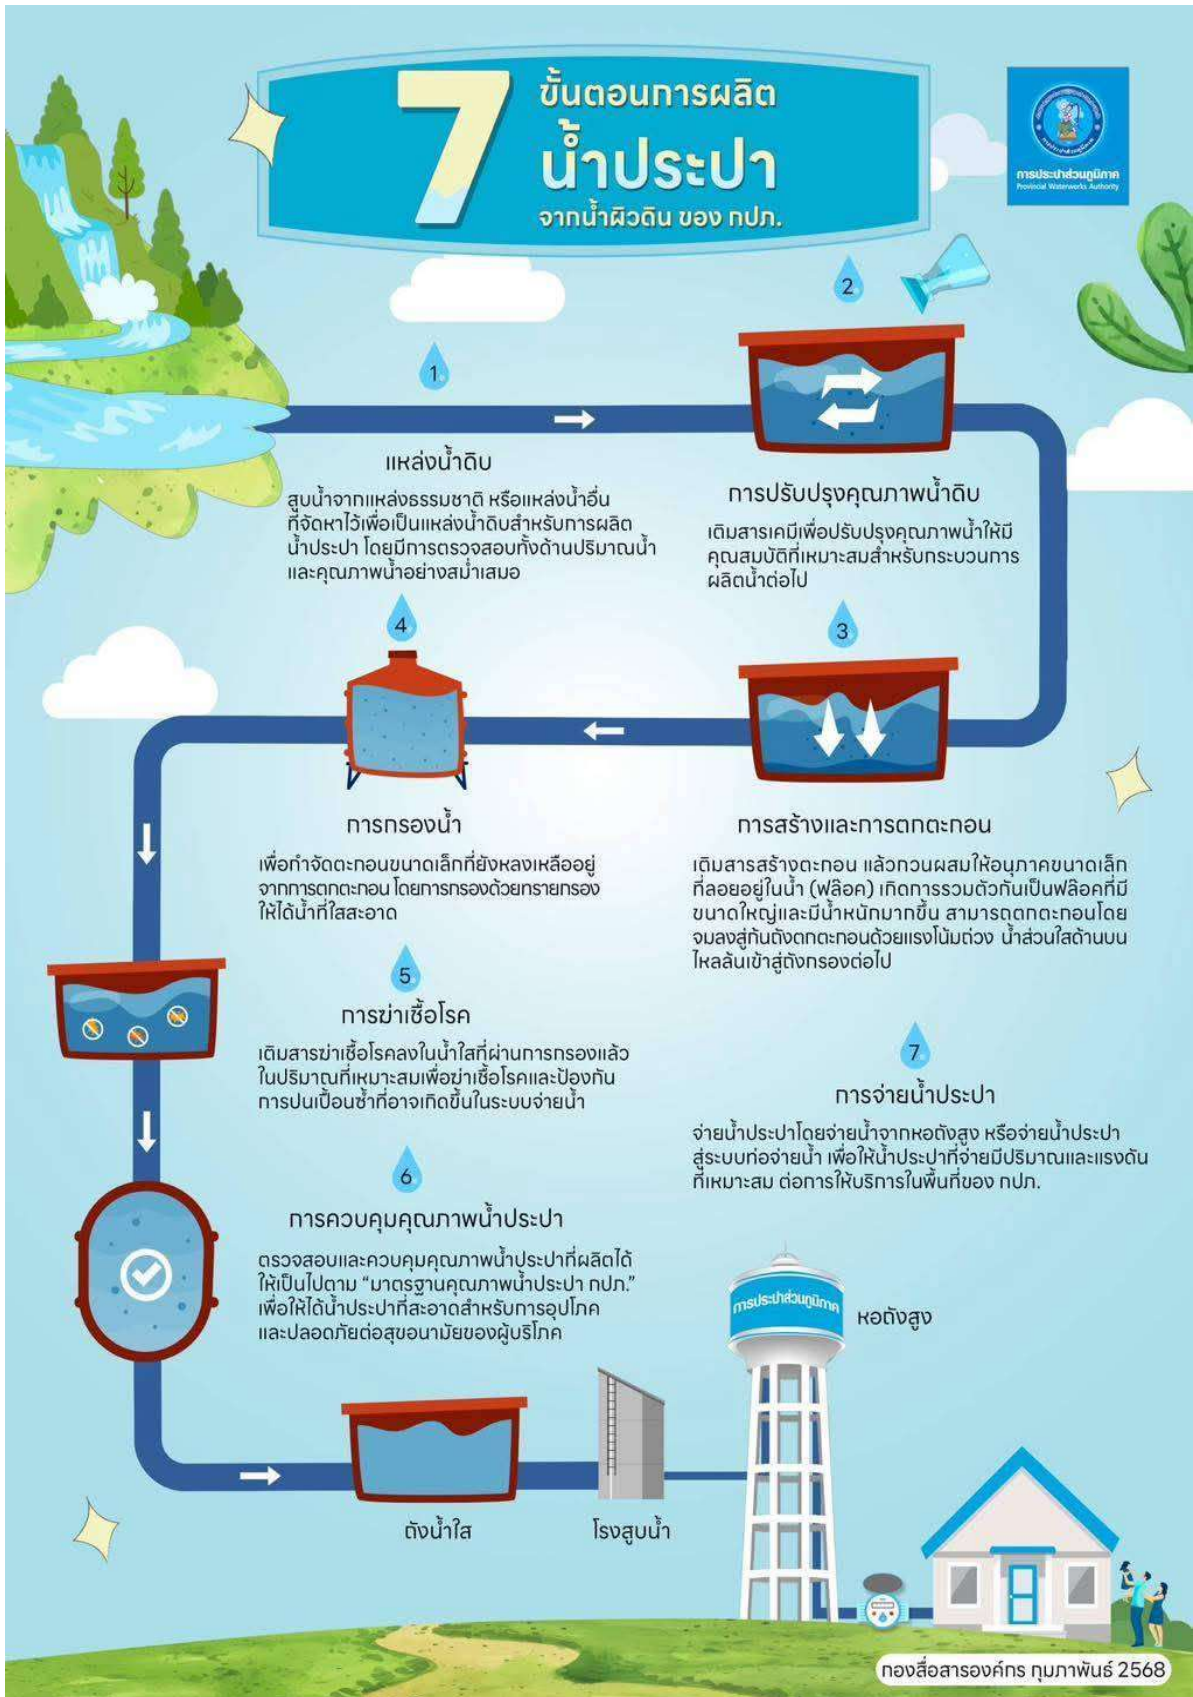 7
ขั้นตอนการผลิต
น้ำประปา
จากน้ำผิวดิน ของ กปภ.
การประปาส่วนภูมิภาค
Provincial Waterworks Authority
1.
แหล่งน้ำดิบ
สูบน้ำจากแหล่งธรรมชาติ หรือแหล่งน้ำอื่น
ที่จัดหาไว้เพื่อเป็นแหล่งน้ำดิบสำหรับการผลิต
น้ำประปา โดยมีการตรวจสอบทั้งด้านปริมาณน้ำ
และคุณภาพน้ำอย่างสม่ำเสมอ
2.
การปรับปรุงคุณภาพน้ำดิบ
เติมสารเคมีเพื่อปรับปรุงคุณภาพน้ำให้มี
คุณสมบัติที่เหมาะสมสำหรับกระบวนการ
ผลิตน้ำต่อไป
3.
การสร้างและการตกตะกอน
เติมสารสร้างตะกอน แล้วกวนผสมให้อนุภาคขนาดเล็ก
ที่ลอยอยู่ในน้ำ (ฟล๊อค) เกิดการรวมตัวกันเป็นฟล๊อคที่มี
ขนาดใหญ่และมีน้ำหนักมากขึ้น สามารถตกตะกอนโดย
จมลงสู่ก้นถังตกตะกอนด้วยแรงโน้มถ่วง น้ำส่วนใสด้านบน
ไหลล้นเข้าสู่ถังกรองต่อไป
4.
การกรองน้ำ
เพื่อกำจัดตะกอนขนาดเล็กที่ยังหลงเหลืออยู่
จากการตกตะกอน โดยการกรองด้วยทรายกรอง
ให้ได้น้ำที่ใสสะอาด
5.
การฆ่าเชื้อโรค
เติมสารฆ่าเชื้อโรคลงในน้ำใสที่ผ่านการกรองแล้ว
ในปริมาณที่เหมาะสมเพื่อฆ่าเชื้อโรคและป้องกัน
การปนเปื้อนซ้ำที่อาจเกิดขึ้นในระบบจ่ายน้ำ
6.
การควบคุมคุณภาพน้ำประปา
ตรวจสอบและควบคุมคุณภาพน้ำประปาที่ผลิตได้
ให้เป็นไปตาม “มาตรฐานคุณภาพน้ำประปา กปภ.”
เพื่อให้ได้น้ำประปาที่สะอาดสำหรับการอุปโภค
และปลอดภัยต่อสุขอนามัยของผู้บริโภค
7.
การจ่ายน้ำประปา
จ่ายน้ำประปาโดยจ่ายน้ำจากหอถังสูง หรือจ่ายน้ำประปา
สู่ระบบท่อจ่ายน้ำ เพื่อให้น้ำประปาที่จ่ายมีปริมาณและแรงดัน
ที่เหมาะสม ต่อการให้บริการในพื้นที่ของ กปภ.
การประปาส่วนภูมิภาค
หอถังสูง
ถังน้ำใส
โรงสูบน้ำ
กองสื่อสารองค์กร กุมภาพันธ์ 2568